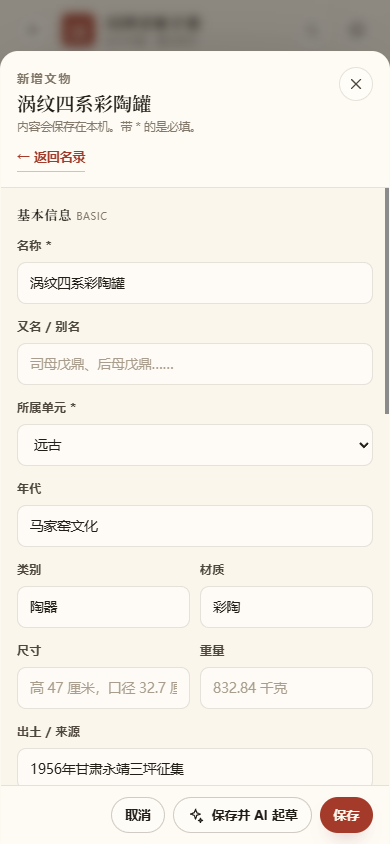 新增文物
涡纹四系彩陶罐
内容会保存在本机。带 * 的是必填。
← 返回名录
基本信息 BASIC
名称 *
涡纹四系彩陶罐
又名 / 别名
司母戊鼎、后母戊鼎……
所属单元 *
远古
年代
马家窑文化
类别 材质
陶器 彩陶
尺寸 重量
高 47 厘米，口径 32.7 832.84 千克
出土 / 来源
1956年甘肃永靖三坪征集
取消 保存并 AI 起草 保存